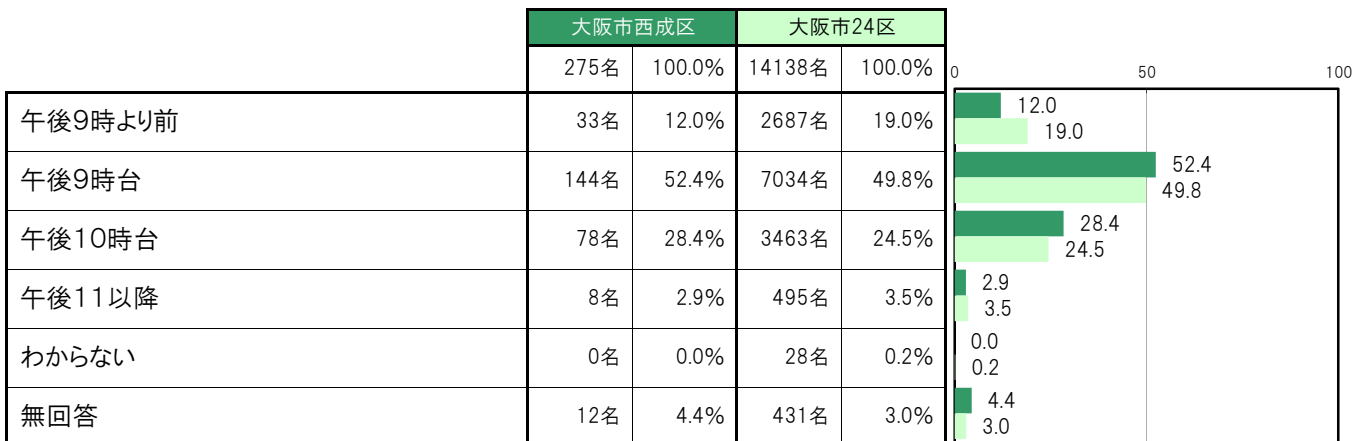 大阪市西成区 大阪市24区
275名 100.0% 14138名 100.0% 0 50 100
午後9時より前 33名 12.0% 2687名 19.0% 12.0
19.0
午後9時台 144名 52.4% 7034名 49.8% 52.4
49.8
午後10時台 78名 28.4% 3463名 24.5% 28.4
24.5
午後11以降 8名 2.9% 495名 3.5% 2.9
3.5
わからない 0名 0.0% 28名 0.2% 0.0
0.2
無回答 12名 4.4% 431名 3.0% 4.4
3.0